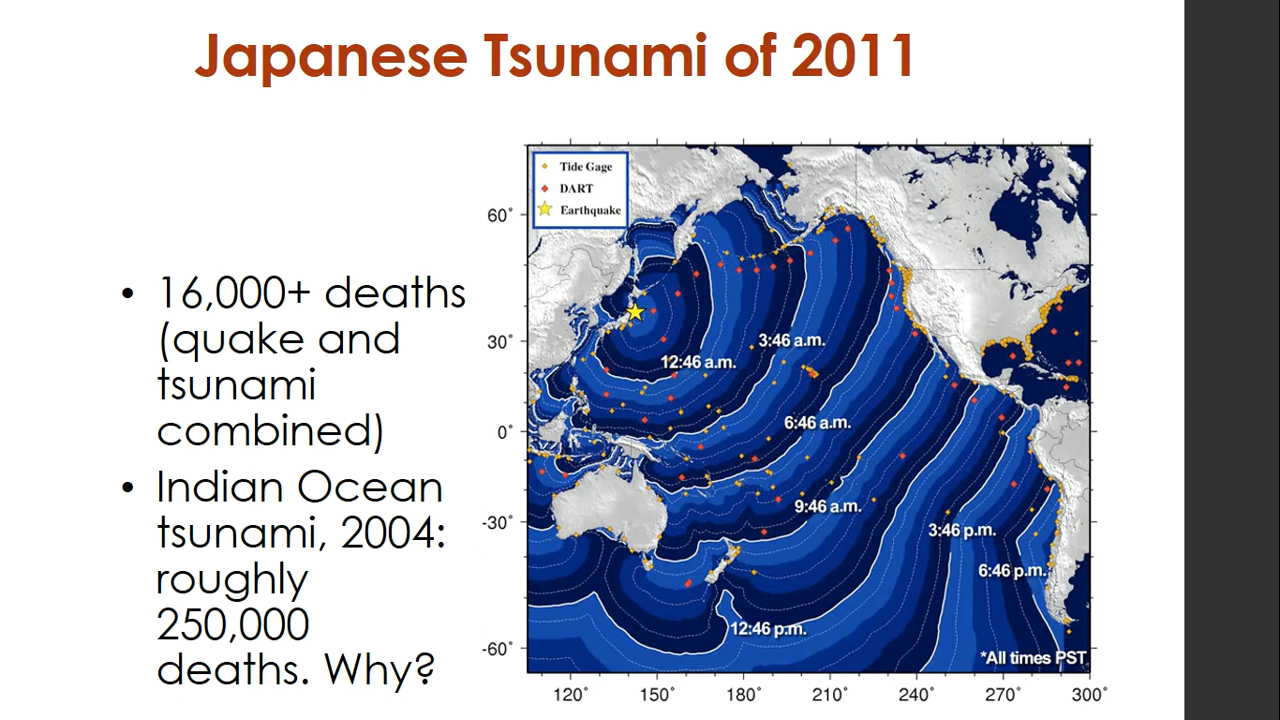 Japanese Tsunami of 2011
• 16,000+ deaths
(quake and
tsunami
combined)
• Indian Ocean
tsunami, 2004:
roughly
250,000
deaths. Why?
Tide Gage
DART
Earthquake
60°
30°
0°
-30°
-60°
12:46 a.m.
3:46 a.m.
6:46 a.m.
9:46 a.m.
3:46 p.m.
6:46 p.m.
12:46 p.m.
*All times PST
120° 150° 180° 210° 240° 270° 300°